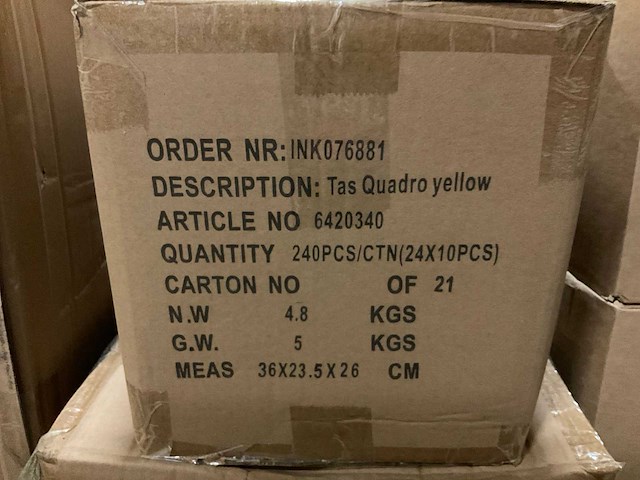 ORDER NR: INK076881
DESCRIPTION: Tas Quadro yellow
ARTICLE NO 6420340
QUANTITY 240PCS/CTN(24X10PCS)
CARTON NO OF 21
N.W 4.8 KGS
G.W. 5 KGS
MEAS 36X23.5X26 CM